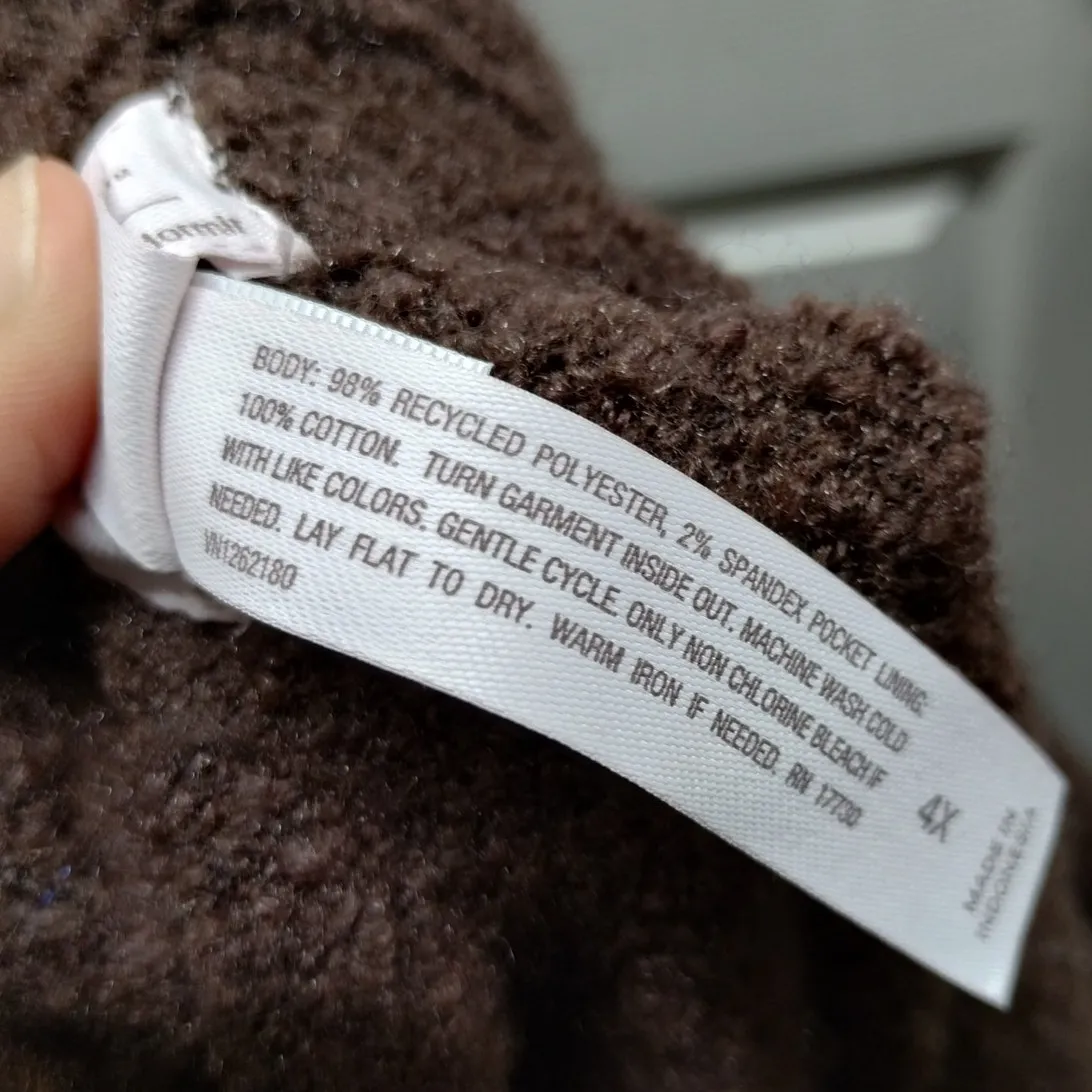 BODY: 98% RECYCLED POLYESTER, 2% SPANDEX POCKET LINING:
100% COTTON. TURN GARMENT INSIDE OUT. MACHINE WASH COLD
WITH LIKE COLORS. GENTLE CYCLE. ONLY NON CHLORINE BLEACH IF
NEEDED. LAY FLAT TO DRY. WARM IRON IF NEEDED. RN 17730
VN1262180
4X
MADE IN
INDONESIA